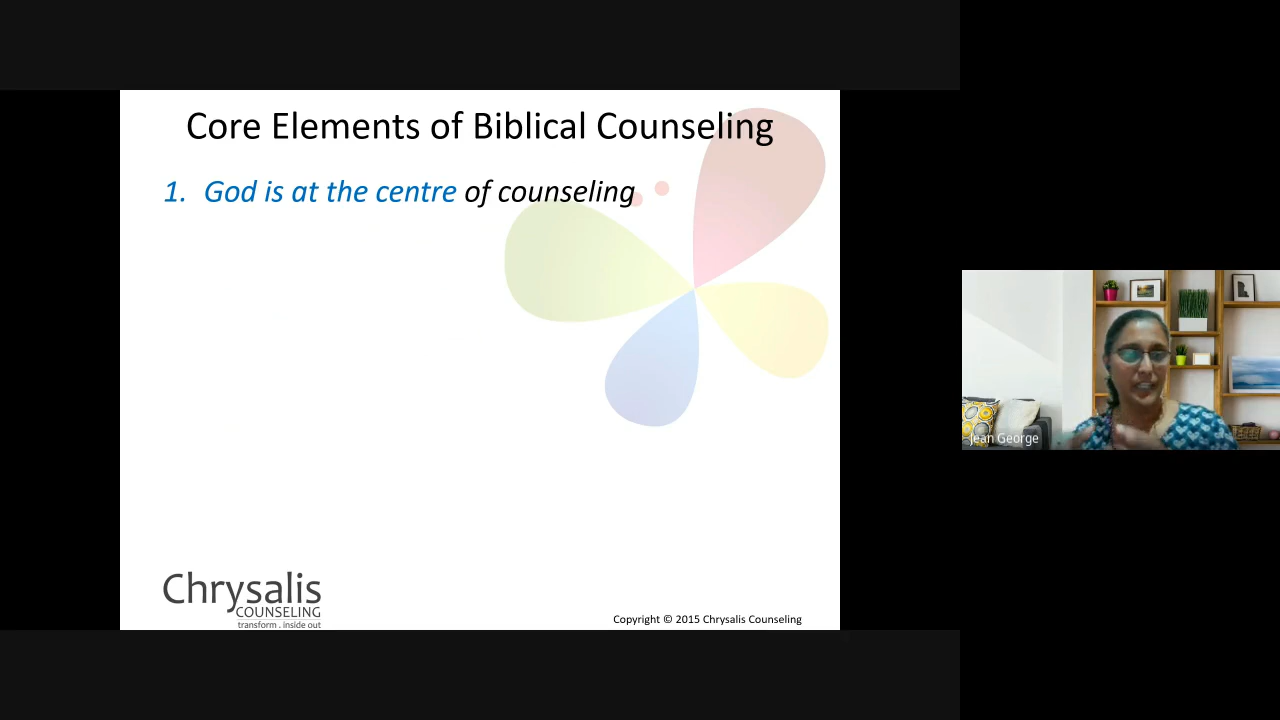 Core Elements of Biblical Counseling
1. God is at the centre of counseling
Jean George
Chrysalis
COUNSELING
transform . inside out
Copyright © 2015 Chrysalis Counseling